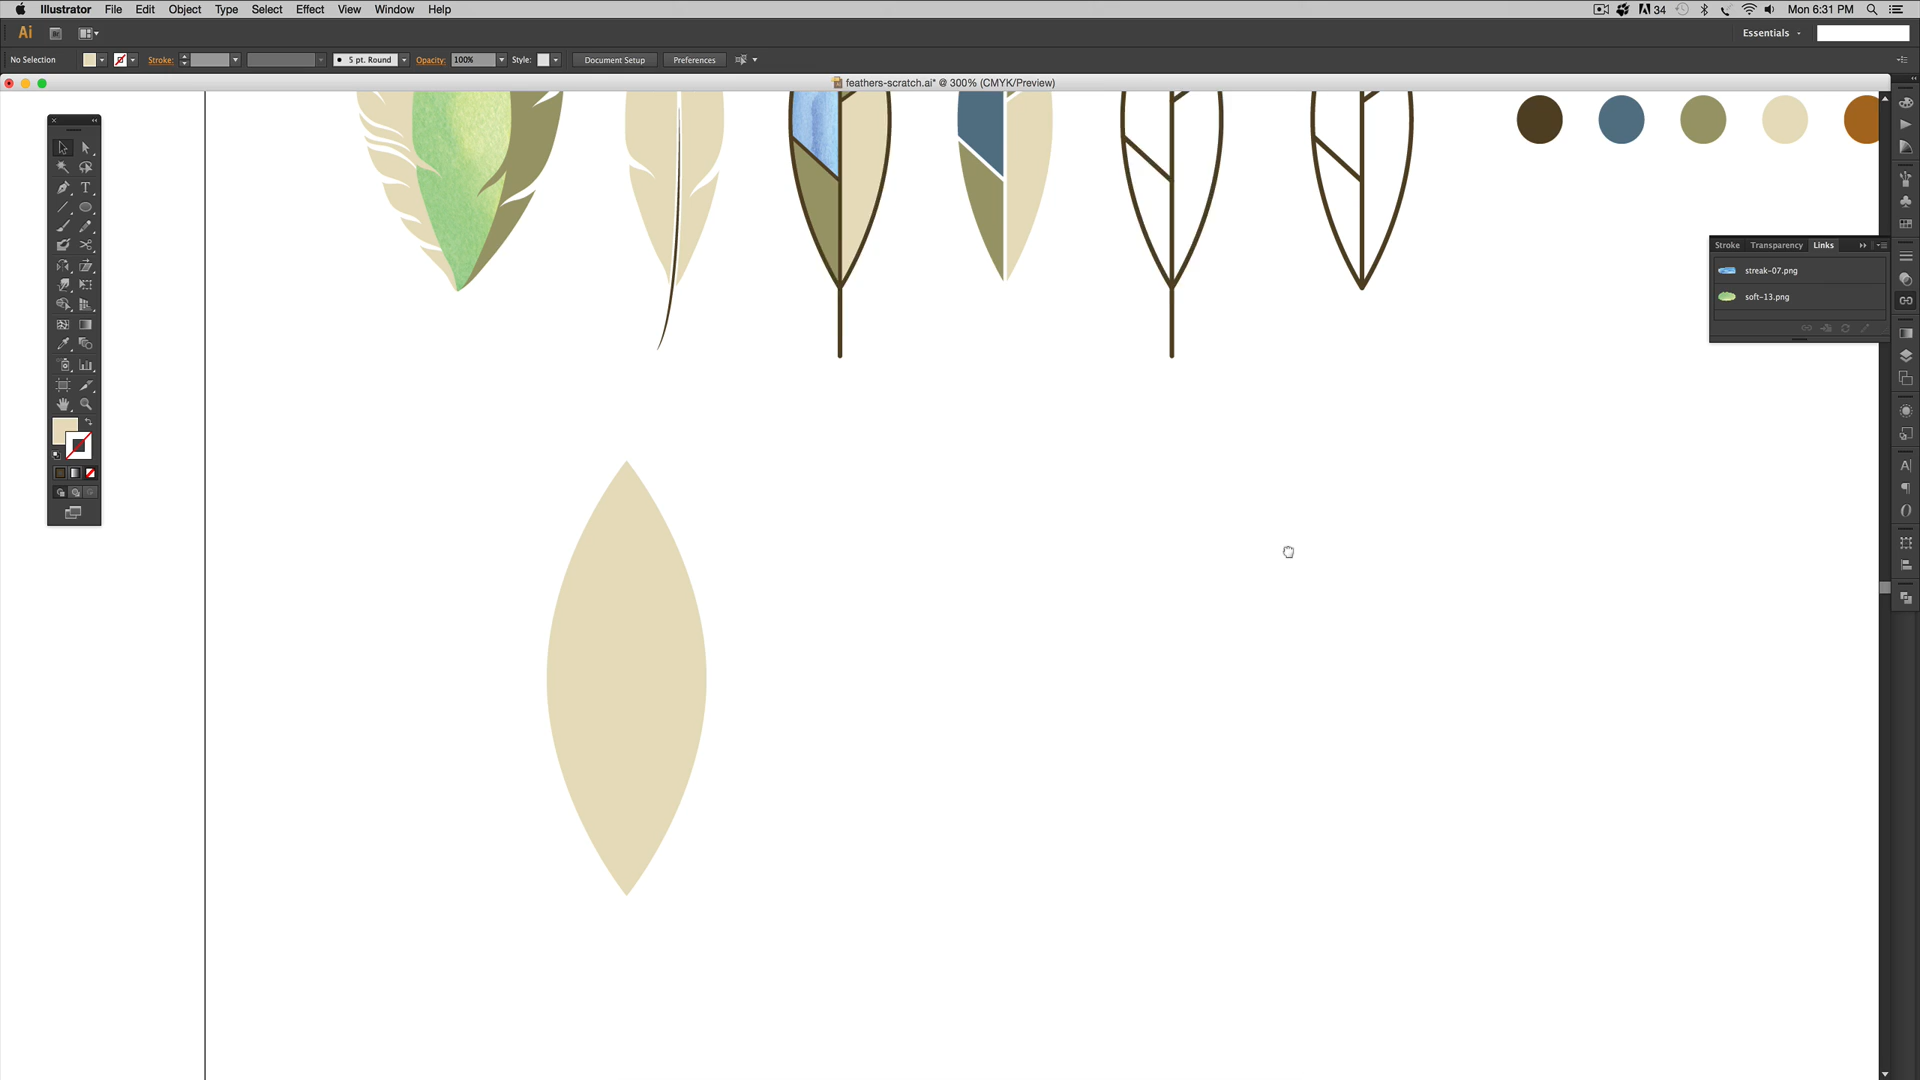 Illustrator File Edit Object Type Select Effect View Window Help 34 Mon 6:31 PM
Ai Br Essentials
No Selection Stroke: 5 pt. Round Opacity: 100% Style: Document Setup Preferences
feathers-scratch.ai* @ 300% (CMYK/Preview)
Stroke Transparency Links
streak-07.png
soft-13.png